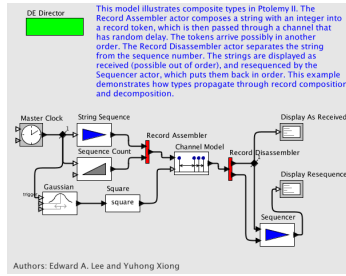 DE Director
This model illustrates composite types in Ptolemy II. The
Record Assembler actor composes a string with an integer into
a record token, which is then passed through a channel that
has random delay. The tokens arrive possibly in another
order. The Record Disassembler actor separates the string
from the sequence number. The strings are displayed as
received (possible out of order), and resequenced by the
Sequencer actor, which puts them back in order. This example
demonstrates how types propagate through record composition
and decomposition.
Master Clock
String Sequence
Display As Received
Record Assembler
Sequence Count
Channel Model
Record Disassembler
Display Resequenced
trigger
Gaussian
Square
square
Sequencer
Authors: Edward A. Lee and Yuhong Xiong